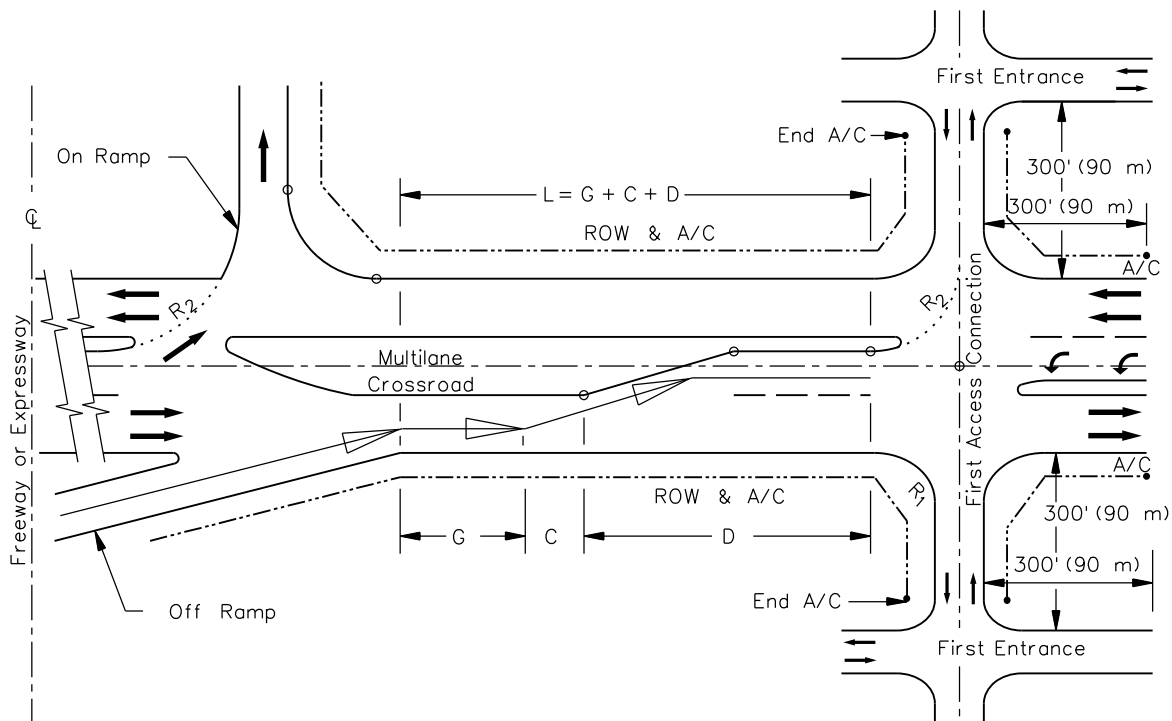 First Entrance
End A/C
On Ramp
300' (90 m)
L = G + C + D
300' (90 m)
℄
ROW & A/C
A/C
R2
R2
Multilane
Crossroad
Freeway or Expressway
First Access Connection
A/C
R1
ROW & A/C
300' (90 m)
G
C
D
300' (90 m)
Off Ramp
End A/C
First Entrance